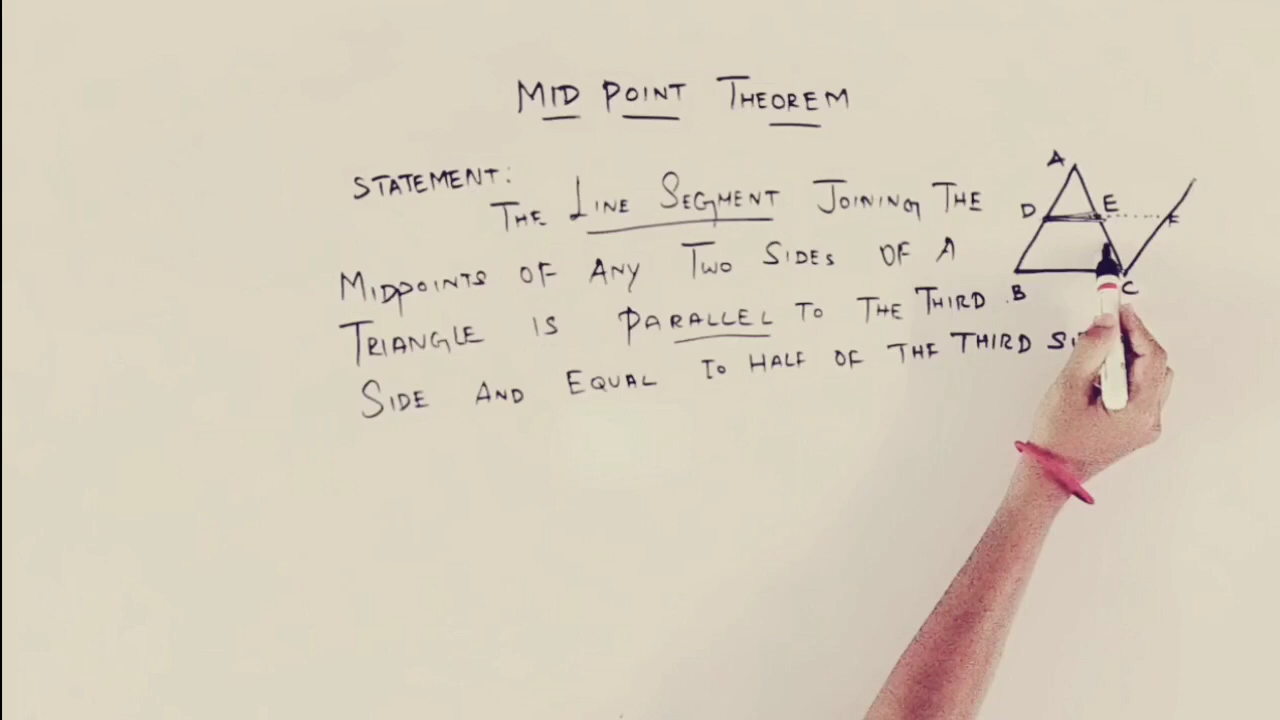 MID POINT THEOREM
STATEMENT:
THE LINE SEGMENT JOINING THE
MIDPOINTS OF ANY TWO SIDES OF A
TRIANGLE IS PARALLEL TO THE THIRD
SIDE AND EQUAL TO HALF OF THE THIRD
A
D E F
B C